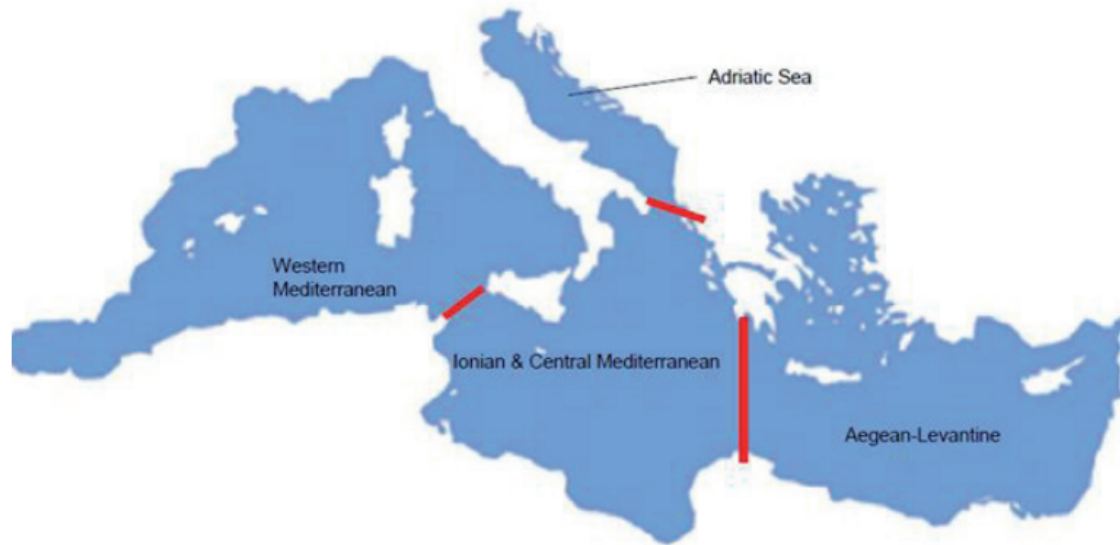 Adriatic Sea
Western
Mediterranean
Ionian & Central Mediterranean
Aegean-Levantine